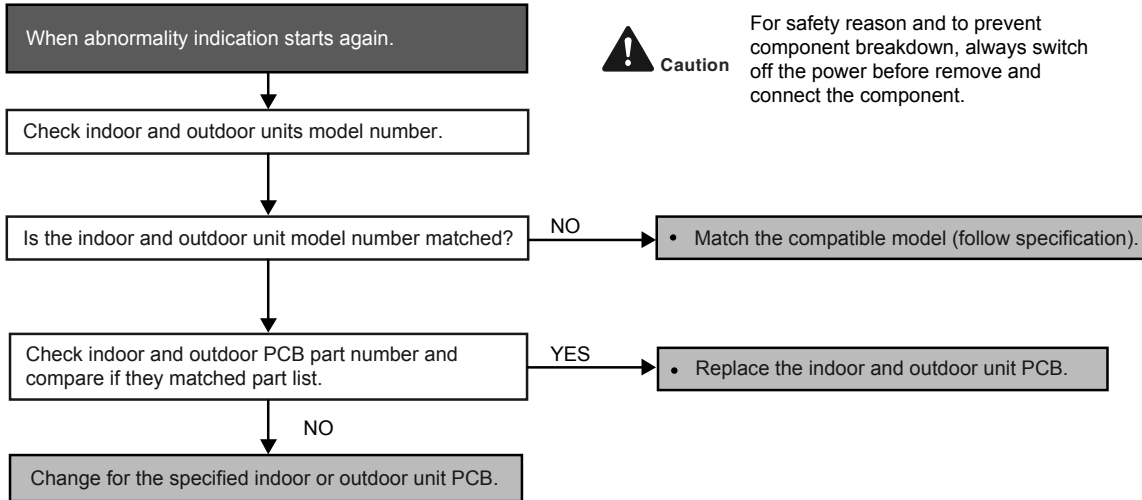 When abnormality indication starts again.
Caution
For safety reason and to prevent
component breakdown, always switch
off the power before remove and
connect the component.
Check indoor and outdoor units model number.
Is the indoor and outdoor unit model number matched?
NO
• Match the compatible model (follow specification).
Check indoor and outdoor PCB part number and
compare if they matched part list.
YES
• Replace the indoor and outdoor unit PCB.
NO
Change for the specified indoor or outdoor unit PCB.